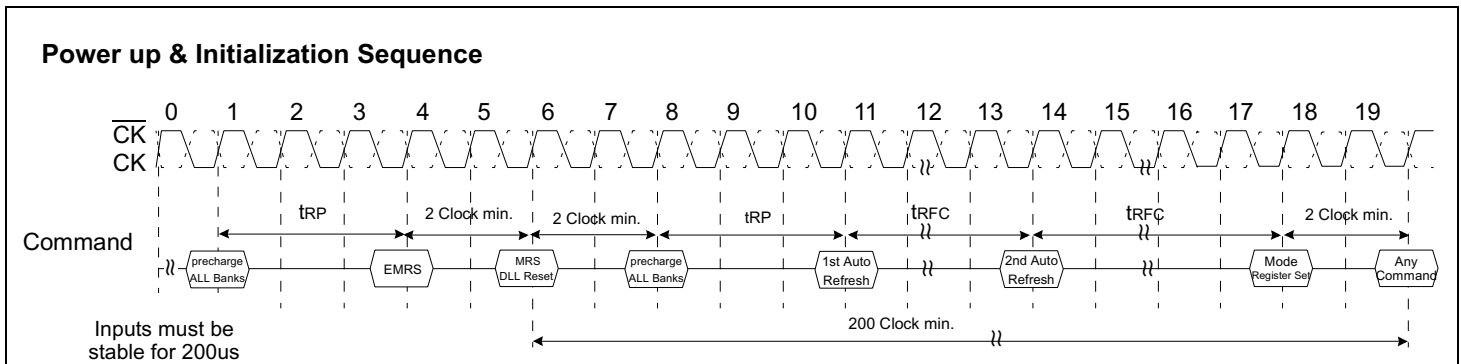 Power up & Initialization Sequence
0 1 2 3 4 5 6 7 8 9 10 11 12 13 14 15 16 17 18 19
CK
CK
tRP 2 Clock min. 2 Clock min. tRP tRFC tRFC 2 Clock min.
Command
precharge
ALL Banks
EMRS
MRS
DLL Reset
precharge
ALL Banks
1st Auto
Refresh
2nd Auto
Refresh
Mode
Register Set
Any
Command
200 Clock min.
Inputs must be
stable for 200us